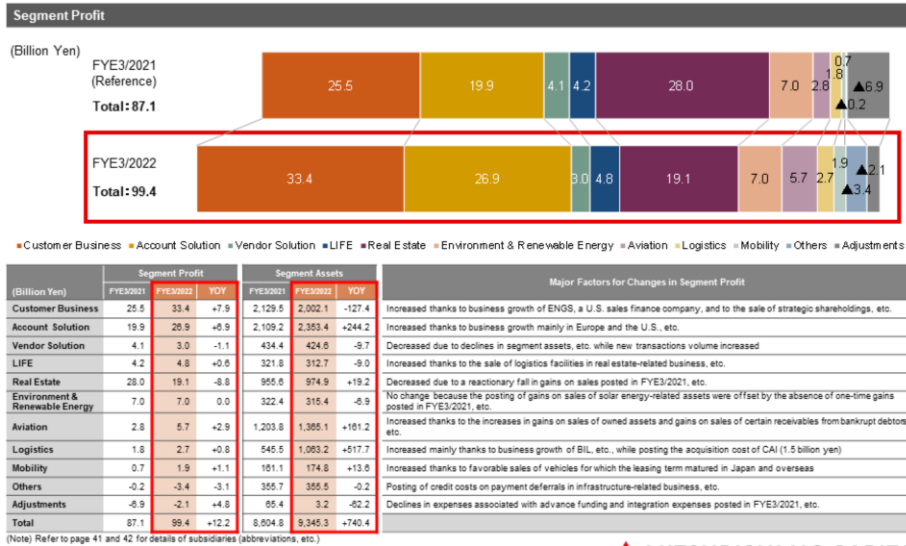 Segment Profit
(Billion Yen)
FYE3/2021
(Reference)
Total：87.1
25.5 19.9 4.1 4.2 28.0 7.0 2.8 1.8 0.7 ▲0.2 ▲6.9
FYE3/2022
Total：99.4
33.4 26.9 3.0 4.8 19.1 7.0 5.7 2.7 1.9 ▲3.4 ▲2.1
■Customer Business ■Account Solution ■Vendor Solution ■LIFE ■Real Estate ■Environment & Renewable Energy ■Aviation ■Logistics ■Mobility ■Others ■Adjustments
(Billion Yen) Segment Profit Segment Assets Major Factors for Changes in Segment Profit
FYE3/2021 FYE3/2022 YOY FYE3/2021 FYE3/2022 YOY
Customer Business 25.5 33.4 +7.9 2,129.5 2,002.1 -127.4 Increased thanks to business growth of ENGS, a U.S. sales finance company, and to the sale of strategic shareholdings, etc.
Account Solution 19.9 26.9 +6.9 2,109.2 2,353.4 +244.2 Increased thanks to business growth mainly in Europe and the U.S., etc.
Vendor Solution 4.1 3.0 -1.1 434.4 424.6 -9.7 Decreased due to declines in segment assets, etc. while new transactions volume increased
LIFE 4.2 4.8 +0.6 321.8 312.7 -9.0 Increased thanks to the sale of logistics facilities in real estate-related business, etc.
Real Estate 28.0 19.1 -8.8 955.6 974.9 +19.2 Decreased due to a reactionary fall in gains on sales posted in FYE3/2021, etc.
Environment &
Renewable Energy 7.0 7.0 0.0 322.4 315.4 -6.9 No change because the posting of gains on sales of solar energy-related assets were offset by the absence of one-time gains
posted in FYE3/2021, etc.
Aviation 2.8 5.7 +2.9 1,203.8 1,365.1 +161.2 Increased thanks to the increases in gains on sales of owned assets and gains on sales of certain receivables from bankrupt debtors,
etc.
Logistics 1.8 2.7 +0.8 545.5 1,063.2 +517.7 Increased mainly thanks to business growth of BIL, etc., while posting the acquisition cost of CAI (1.5 billion yen)
Mobility 0.7 1.9 +1.1 161.1 174.8 +13.6 Increased thanks to favorable sales of vehicles for which the leasing term matured in Japan and overseas
Others -0.2 -3.4 -3.1 355.7 355.5 -0.2 Posting of credit costs on payment deferrals in infrastructure-related business, etc.
Adjustments -6.9 -2.1 +4.8 65.4 3.2 -62.2 Declines in expenses associated with advance funding and integration expenses posted in FYE3/2021, etc.
Total 87.1 99.4 +12.2 8,604.8 9,345.3 +740.4
(Note) Refer to page 41 and 42 for details of subsidiaries (abbreviations, etc.)